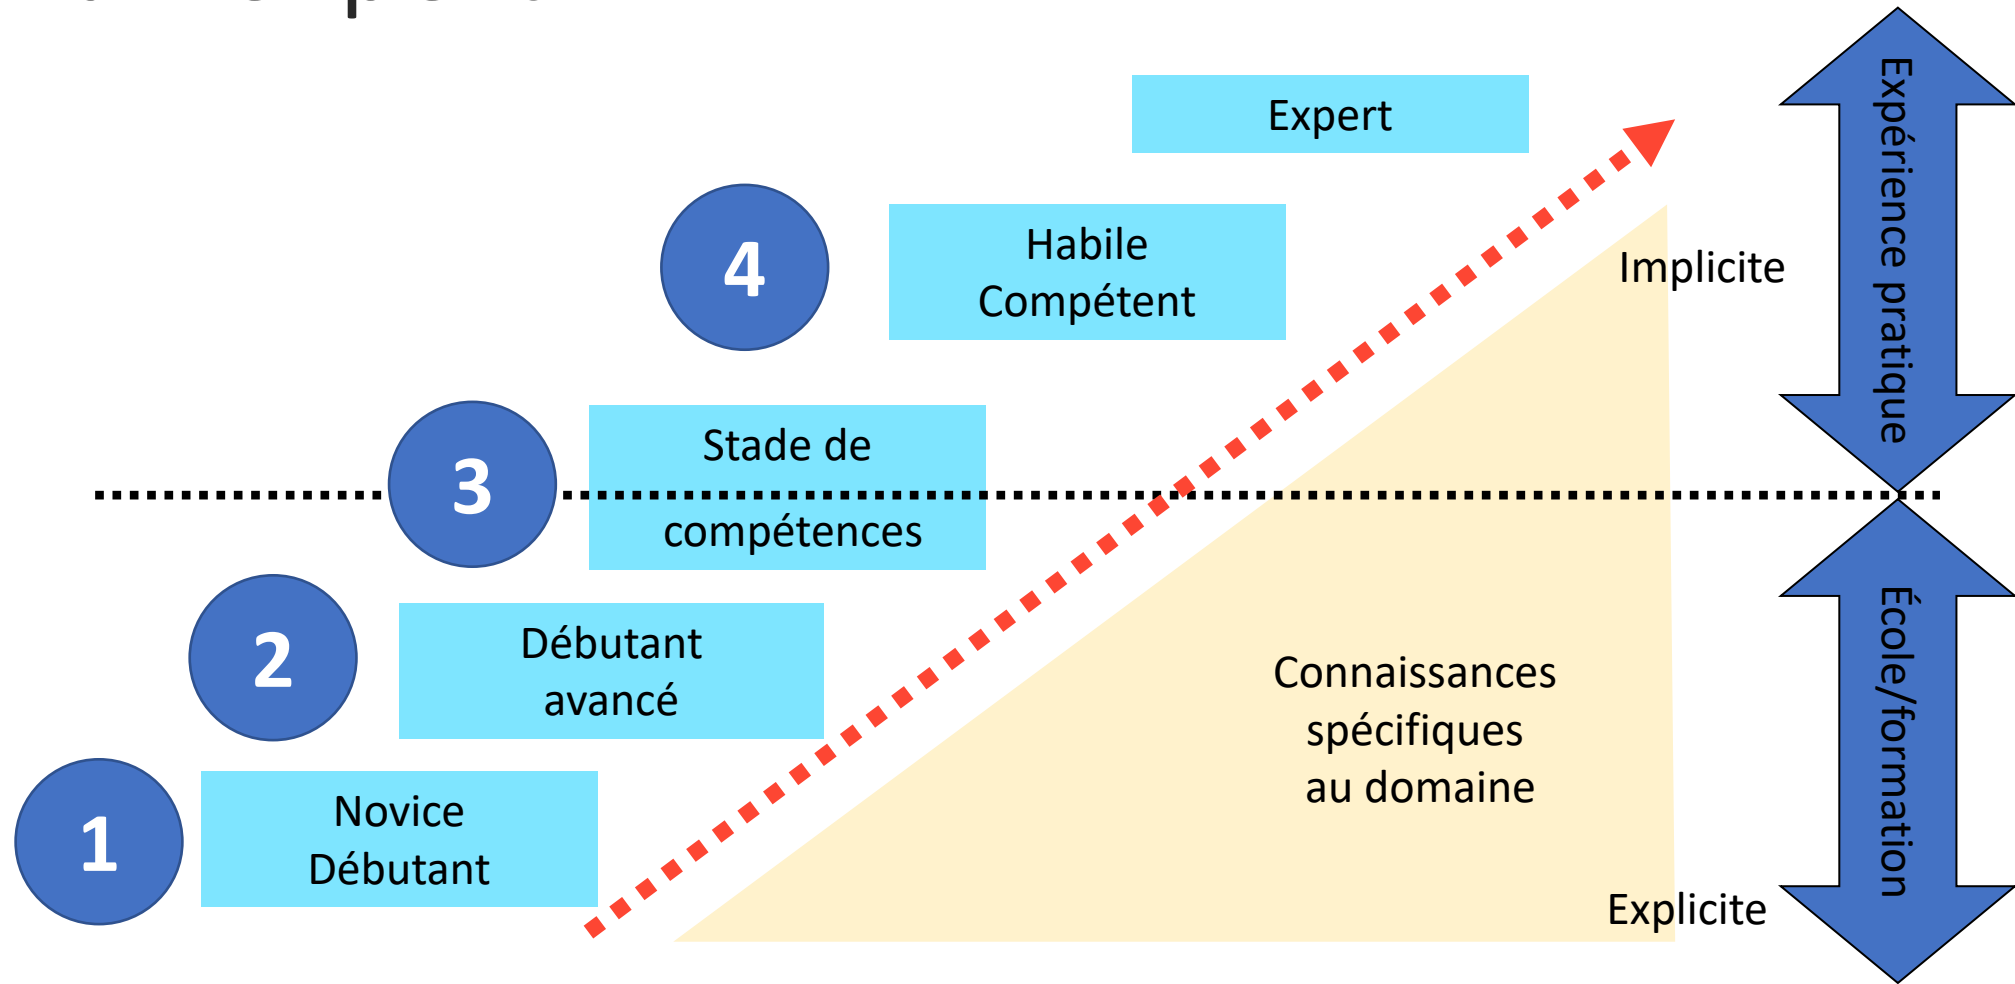 Expert
4
Habile
Compétent
Implicite
Expérience pratique
3
Stade de
compétences
2
Débutant
avancé
Connaissances
spécifiques
au domaine
École/formation
1
Novice
Débutant
Explicite